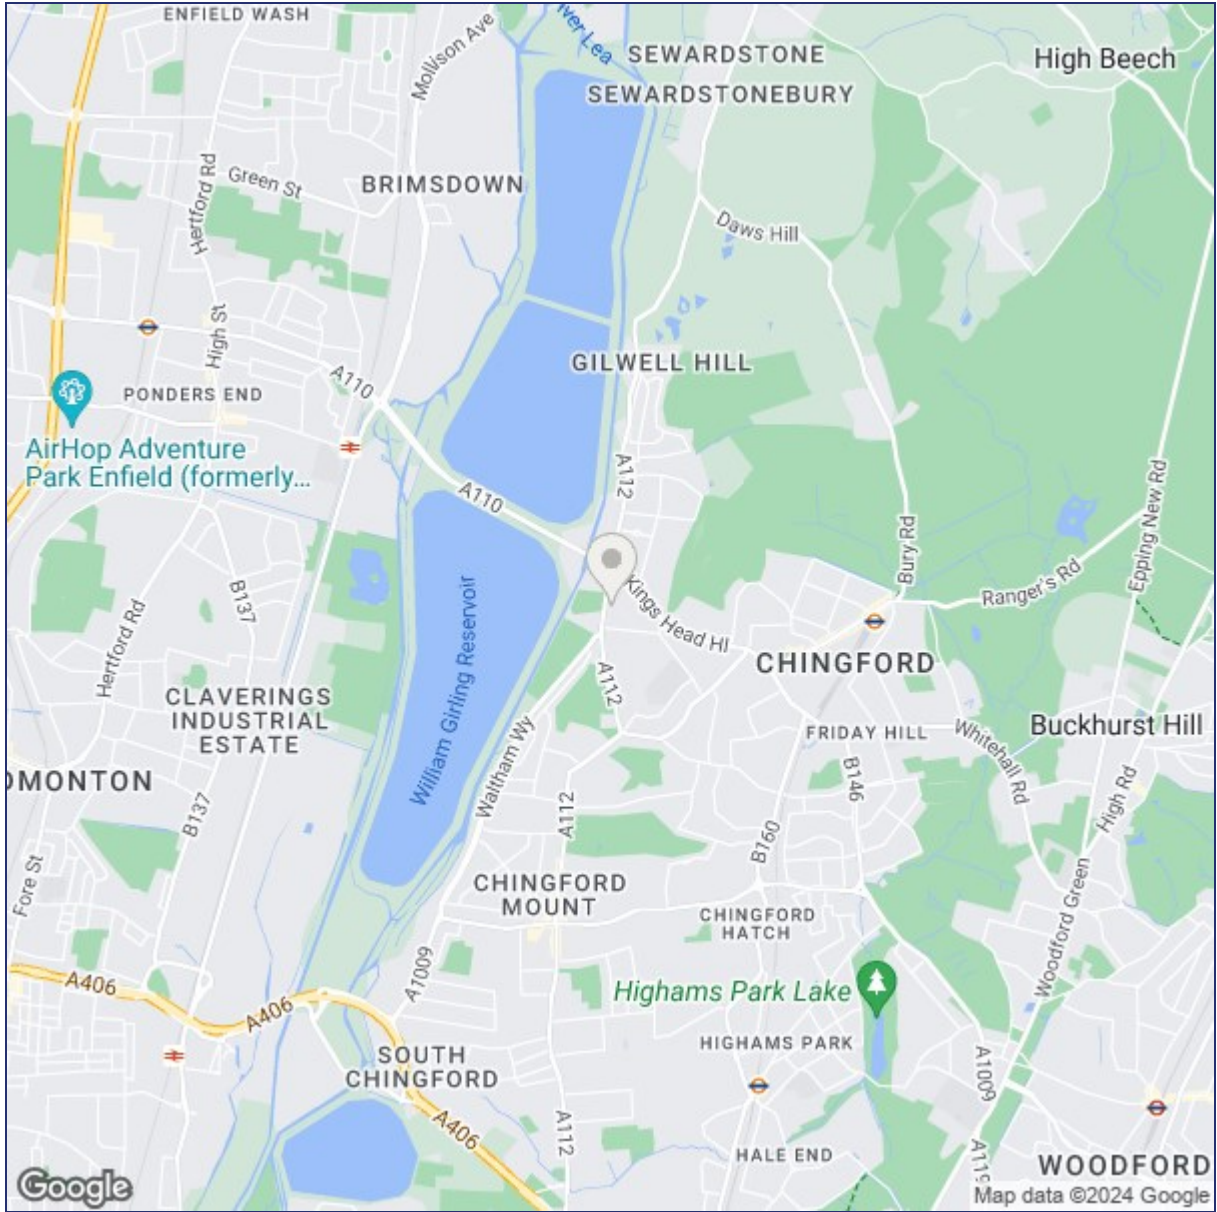 ENFIELD WASH
Mollison Ave
iver Lea
SEWARDSTONE
SEWARDSTONEBURY
High Beech
BRIMSDOWN
Green St
Hertford Rd
Daws Hill
High St
GILWELL HILL
A110
PONDERS END
AirHop Adventure
Park Enfield (formerly...
A110
A112
Bury Rd
Epping New Rd
Ranger's Rd
Kings Head Hl
B137
Hertford Rd
William Girling Reservoir
CHINGFORD
A112
CLAVERINGS
INDUSTRIAL
ESTATE
Waltham Wy
FRIDAY HILL
Whitehall Rd
Buckhurst Hill
DMONTON
B137
A112
B146
B160
High Rd
Fore St
CHINGFORD
MOUNT
CHINGFORD
HATCH
Woodford Green
A406
A406
A1009
Highams Park Lake
HIGHAMS PARK
SOUTH
CHINGFORD
A1009
A406
A112
HALE END
A119
WOODFORD
Google
Map data ©2024 Google